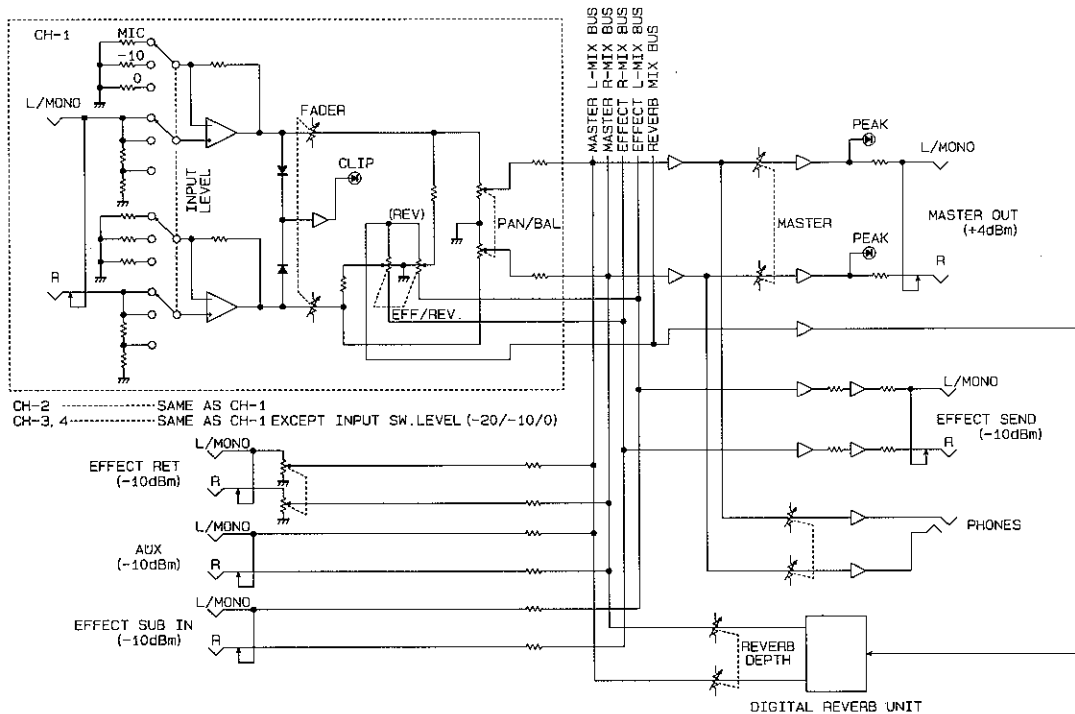 CH-1
MIC
-10
0
L/MONO
R
INPUT
LEVEL
FADER
CLIP
(REV)
EFF/REV.
PAN/BAL
MASTER L-MIX BUS
MASTER R-MIX BUS
EFFECT R-MIX BUS
EFFECT L-MIX BUS
REVERB MIX BUS
PEAK
L/MONO
MASTER
MASTER OUT
(+4dBm)
PEAK
R
CH-2 ---------- SAME AS CH-1
CH-3, 4 ---------- SAME AS CH-1 EXCEPT INPUT SW.LEVEL (-20/-10/0)
L/MONO
EFFECT SEND
(-10dBm)
R
L/MONO
EFFECT RET
(-10dBm)
R
PHONES
L/MONO
AUX
(-10dBm)
R
L/MONO
EFFECT SUB IN
(-10dBm)
R
REVERB
DEPTH
DIGITAL REVERB UNIT